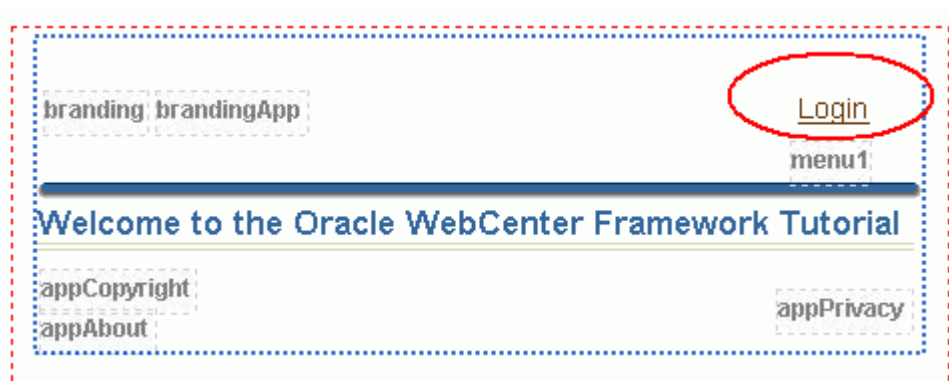 branding brandingApp
Login
menu1
Welcome to the Oracle WebCenter Framework Tutorial
appCopyright
appPrivacy
appAbout